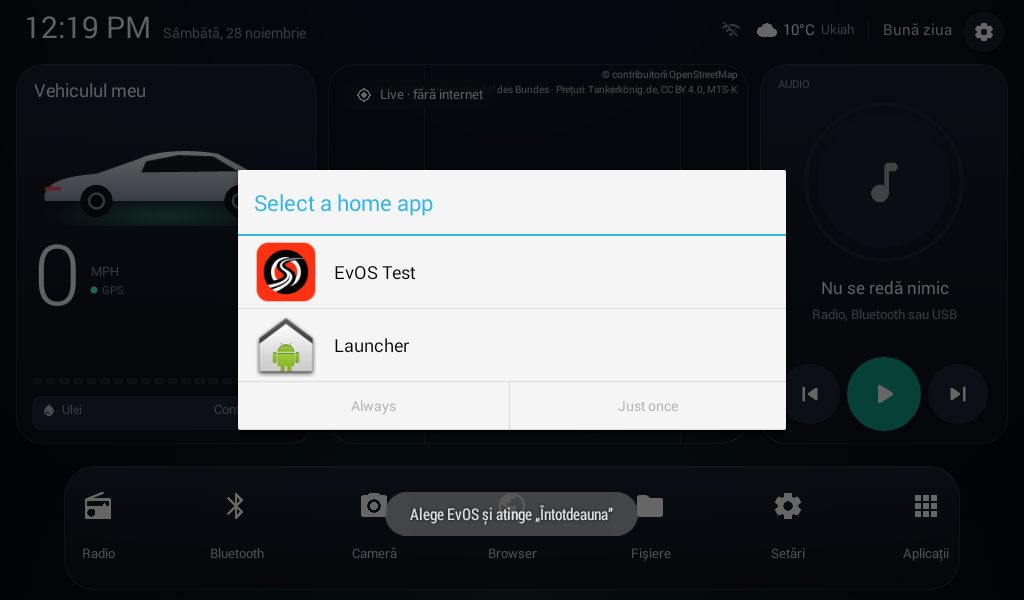 12:19 PM
Sâmbătă, 28 noiembrie
10°C Ukiah
Bună ziua
Vehiculul meu
Live · fără internet
© contribuitorii OpenStreetMap
des Bundes · Prețuri: Tankerkönig.de, CC BY 4.0, MTS-K
AUDIO
Select a home app
EvOS Test
Launcher
Always
Just once
0
MPH
GPS
Ulei
Nu se redă nimic
Radio, Bluetooth sau USB
Alege EvOS și atinge „Întotdeauna”
Radio
Bluetooth
Cameră
Browser
Fișiere
Setări
Aplicații